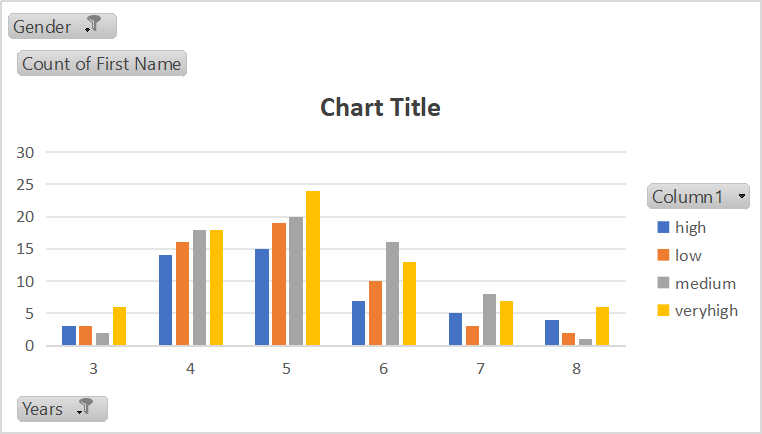 Gender
Count of First Name
Chart Title
30
25
20
15
10
5
0
3 4 5 6 7 8
Column1
high
low
medium
veryhigh
Years